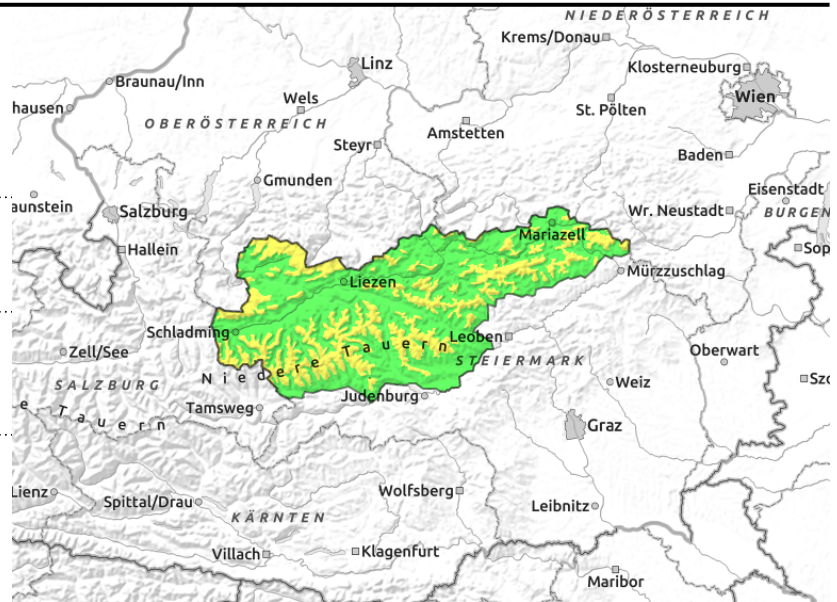 NIEDERÖSTERREICH
Krems/Donau
Linz
Klosterneuburg
Braunau/Inn
Wien
hausen
Wels
St. Pölten
OBERÖSTERREICH
Amstetten
Steyr
Baden
Gmunden
Eisenstadt
aunstein
Salzburg
Wr. Neustadt
BURGEN
Mariazell
Hallein
Sop
Mürzzuschlag
Liezen
Schladming
Leoben
Zell/See
Niedere Tauern
STEIERMARK
Oberwart
SALZBURG
Weiz
Szo
e Tauern
Tamsweg
Judenburg
Graz
Lienz
Spittal/Drau
Wolfsberg
Leibnitz
KÄRNTEN
Villach
Klagenfurt
Maribor